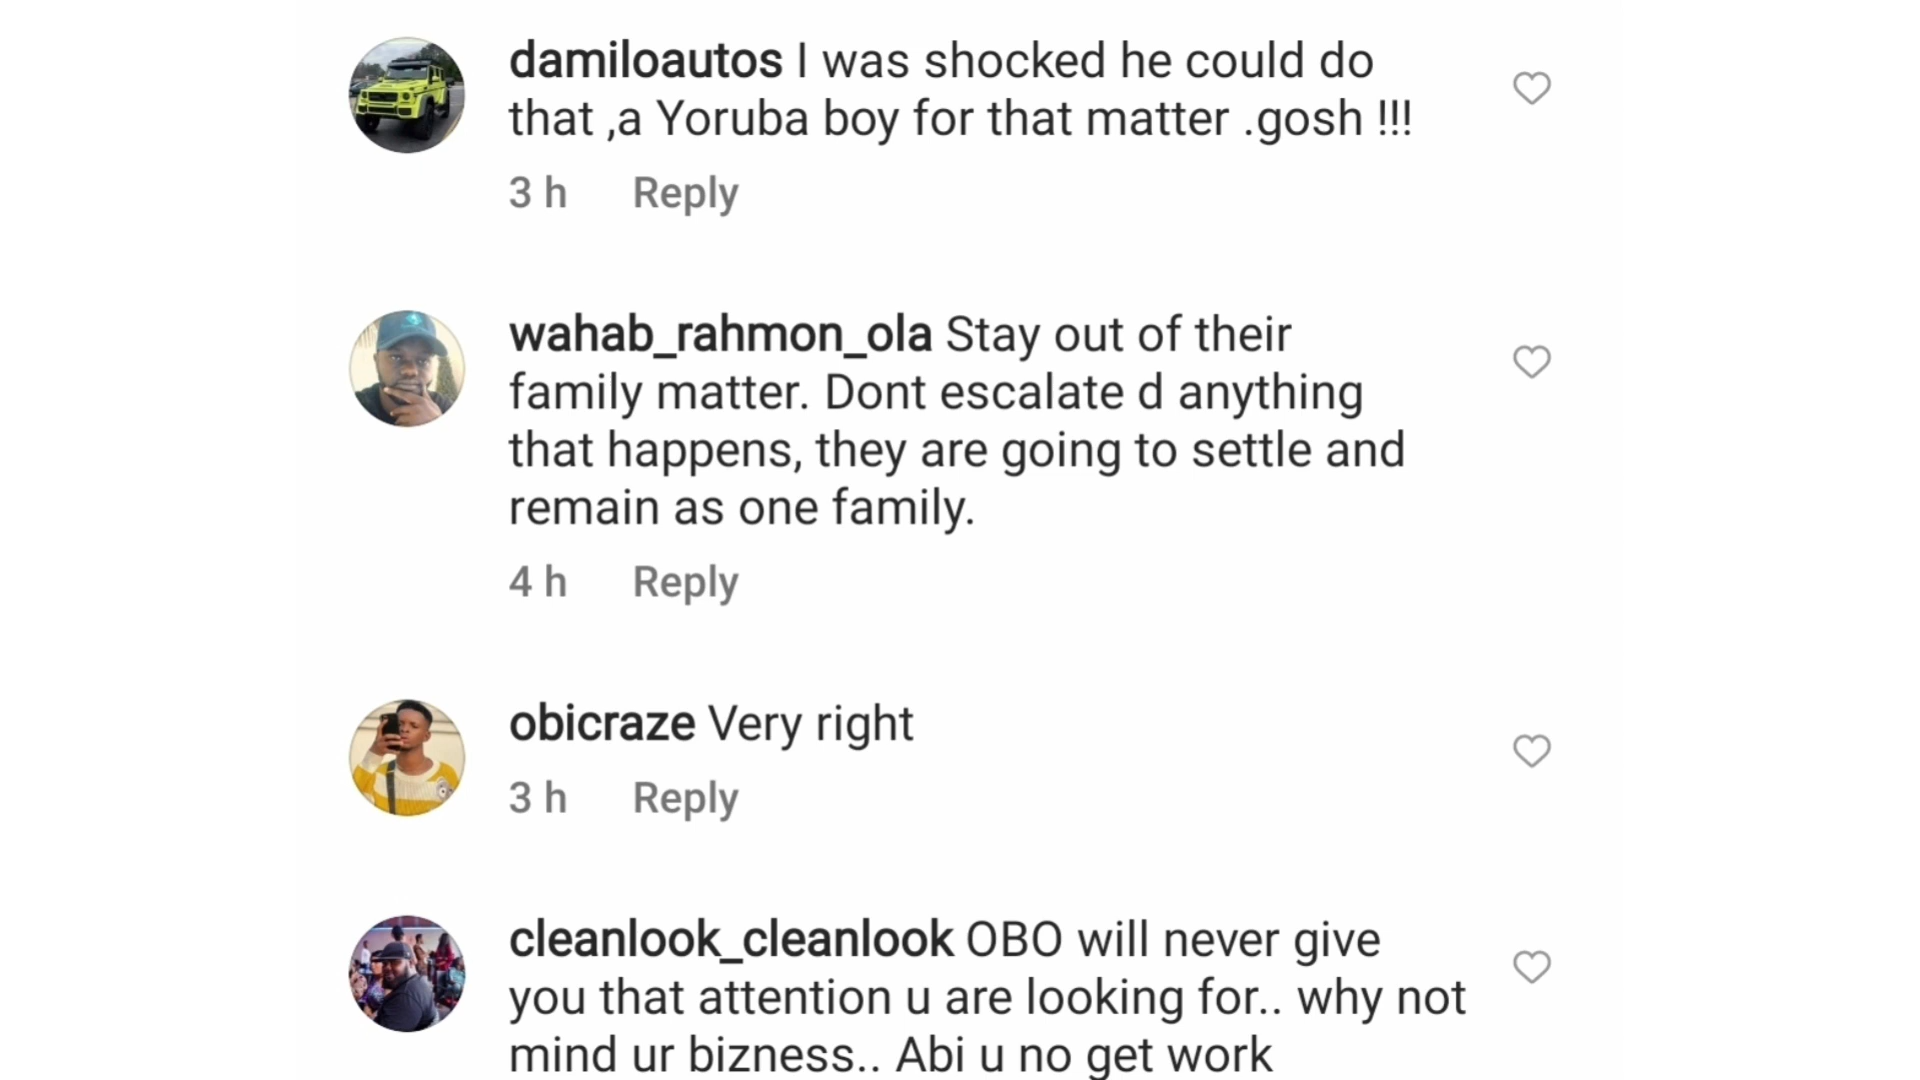 damiloautos I was shocked he could do
that ,a Yoruba boy for that matter .gosh !!!
3 h Reply
wahab_rahmon_ola Stay out of their
family matter. Dont escalate d anything
that happens, they are going to settle and
remain as one family.
4 h Reply
obicraze Very right
3 h Reply
cleanlook_cleanlook OBO will never give
you that attention u are looking for.. why not
mind ur bizness.. Abi u no get work